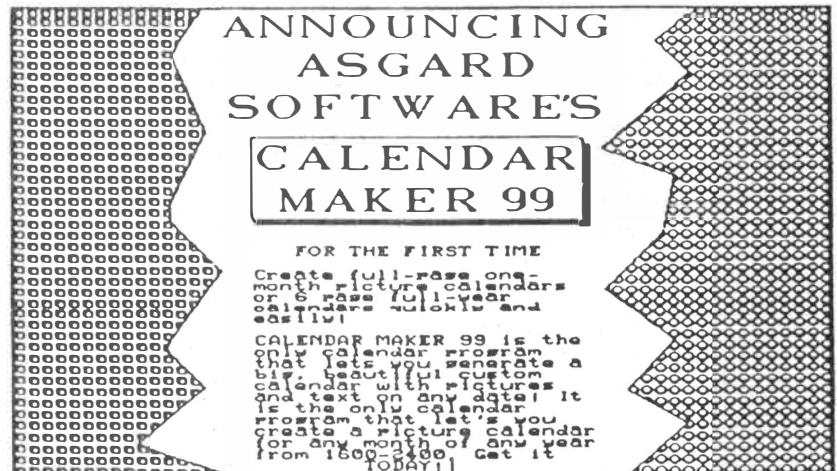 ANNOUNCING
ASGARD
SOFTWARE'S
CALENDAR
MAKER 99
FOR THE FIRST TIME
Create full-page one-
month picture calendars
or 6 page full-year
calendars quickly and
easily!
CALENDAR MAKER 99 is the
only calendar program
that lets you generate a
big, beautiful custom
calendar with pictures
and text on any date! It
is the only calendar
program that let's you
create a picture calendar
for any month of any year
from 1600-2400. Get it
TODAY!!